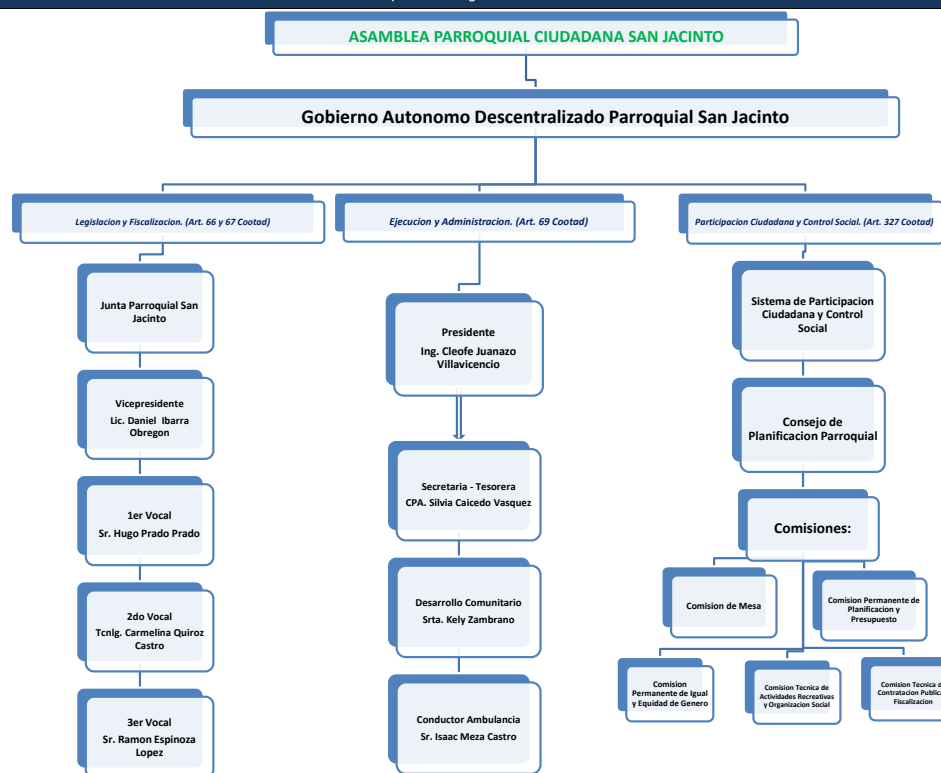 ASAMBLEA PARROQUIAL CIUDADANA SAN JACINTO
Gobierno Autonomo Descentralizado Parroquial San Jacinto
Legislacion y Fiscalizacion. (Art. 66 y 67 Cootad)
Ejecucion y Administracion. (Art. 69 Cootad)
Participacion Ciudadana y Control Social. (Art. 327 Cootad)
Junta Parroquial San
Jacinto
Vicepresidente
Lic. Daniel Ibarra
Obregon
1er Vocal
Sr. Hugo Prado Prado
2do Vocal
Tcnlg. Carmelina Quiroz
Castro
3er Vocal
Sr. Ramon Espinoza
Lopez
Presidente
Ing. Cleofe Juanazo
Villavicencio
Secretaria - Tesorera
CPA. Silvia Caicedo Vasquez
Desarrollo Comunitario
Srta. Kely Zambrano
Conductor Ambulancia
Sr. Isaac Meza Castro
Sistema de Participacion
Ciudadana y Control
Social
Consejo de
Planificacion Parroquial
Comisiones:
Comision de Mesa
Comision Permanente de
Planificacion y
Presupuesto
Comision
Permanente de Igual
y Equidad de Genero
Comision Tecnica de
Actividades Recreativas
y Organizacion Social
Comision Tecnica
Contratacion Publica
Fiscalizacion